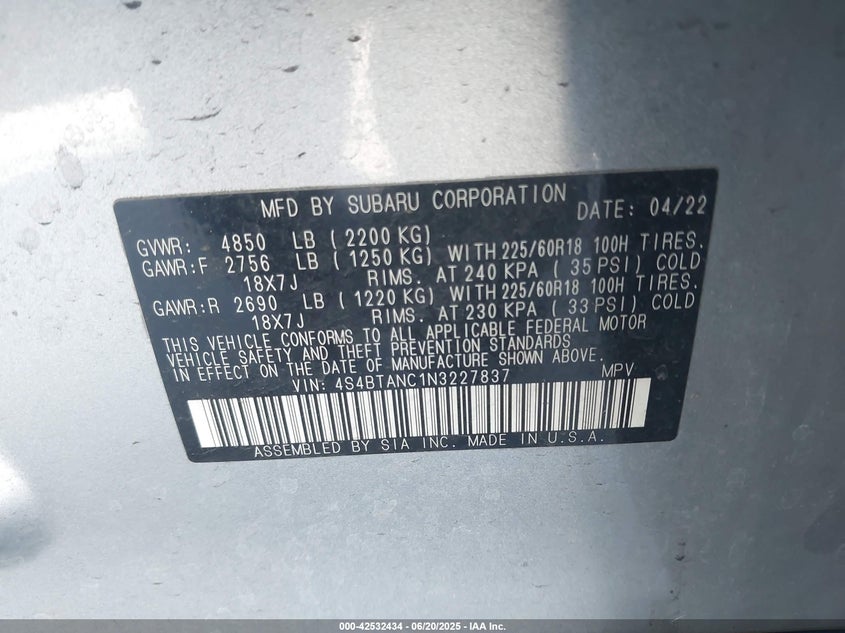 MFD BY SUBARU CORPORATION DATE: 04/22
GVWR: 4850 LB (2200 KG)
GAWR:F 2756 LB (1250 KG) WITH 225/60R18 100H TIRES.
18X7J RIMS. AT 240 KPA (35 PSI) COLD
GAWR:R 2690 LB (1220 KG) WITH 225/60R18 100H TIRES.
18X7J RIMS. AT 230 KPA (33 PSI) COLD
THIS VEHICLE CONFORMS TO ALL APPLICABLE FEDERAL MOTOR
VEHICLE SAFETY AND THEFT PREVENTION STANDARDS
IN EFFECT ON THE DATE OF MANUFACTURE SHOWN ABOVE.
VIN: 4S4BTANC1N3227837 MPV
ASSEMBLED BY SIA INC. MADE IN U.S.A.
000-42532434 - 06/20/2025 - IAA Inc.